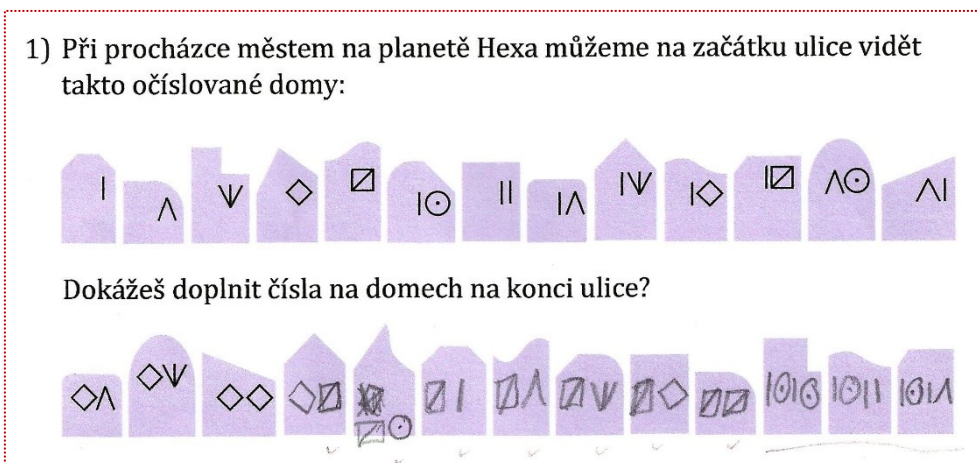 1) Při procházce městem na planetě Hexa můžeme na začátku ulice vidět
takto očíslované domy:
| Λ \|/ ◇ ⧄ |⊙ || |Λ |\|/ |◇ |⧄ Λ⊙ Λ|
Dokážeš doplnit čísla na domech na konci ulice?
◇Λ ◇\|/ ◇◇ ◇⧄ ⧄⊙ ⧄| ⧄Λ ⧄\|/ ⧄◇ ⧄⧄ |⊙|⊙ |⊙|| |⊙|Λ